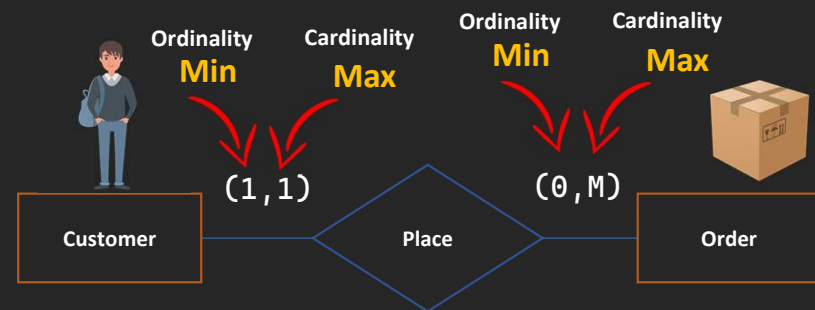 Ordinality
Min
Cardinality
Max
Ordinality
Min
Cardinality
Max
(1,1)
(0,M)
Customer
Place
Order